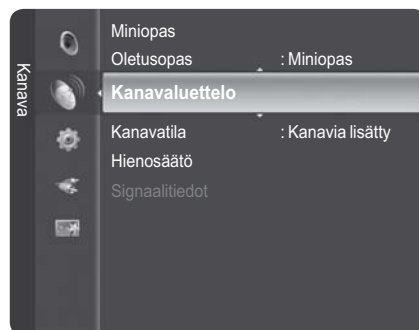 Kanava
Miniopas
Oletusopas : Miniopas
Kanavaluettelo
Kanavatila : Kanavia lisätty
Hienosäätö
Signaalitiedot